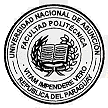 UNIVERSIDAD NACIONAL DE ASUNCION
FACULTAD POLITECNICA
VITAM IMPENDERE VERO
REPUBLICA DEL PARAGUAY